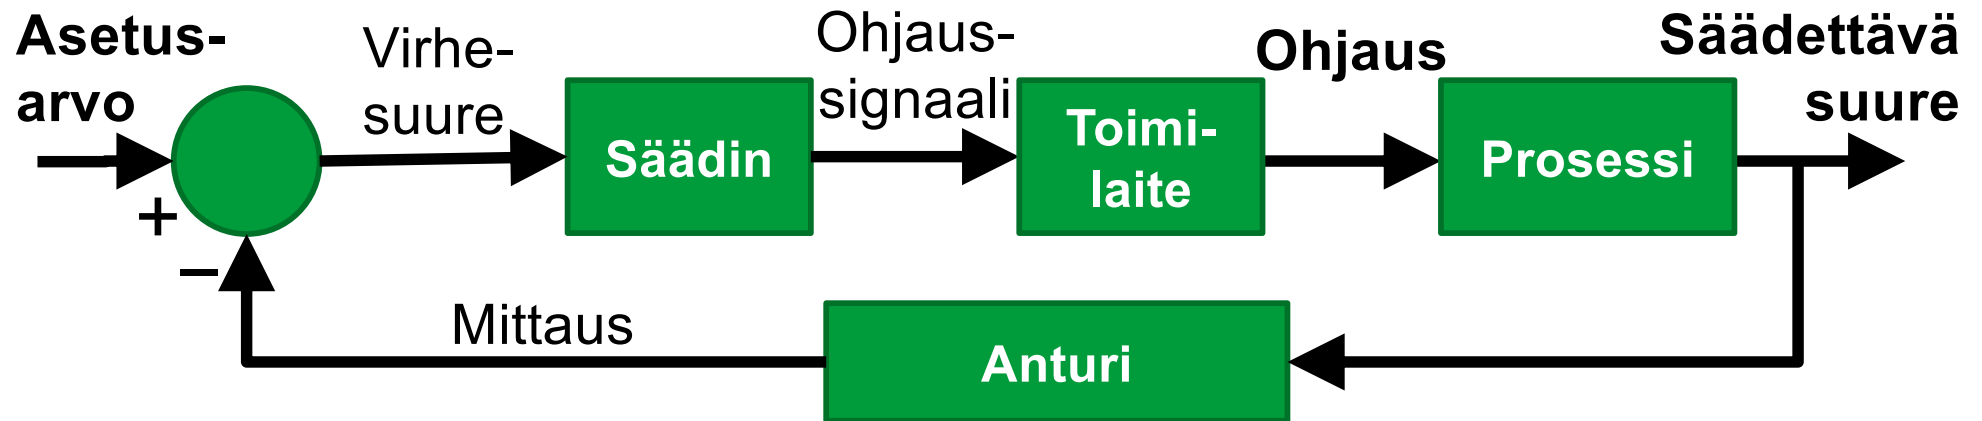 Asetus-
arvo
Virhe-
suure
Säädin
Ohjaus-
signaali
Toimi-
laite
Ohjaus
Prosessi
Säädettävä
suure
+
–
Mittaus
Anturi